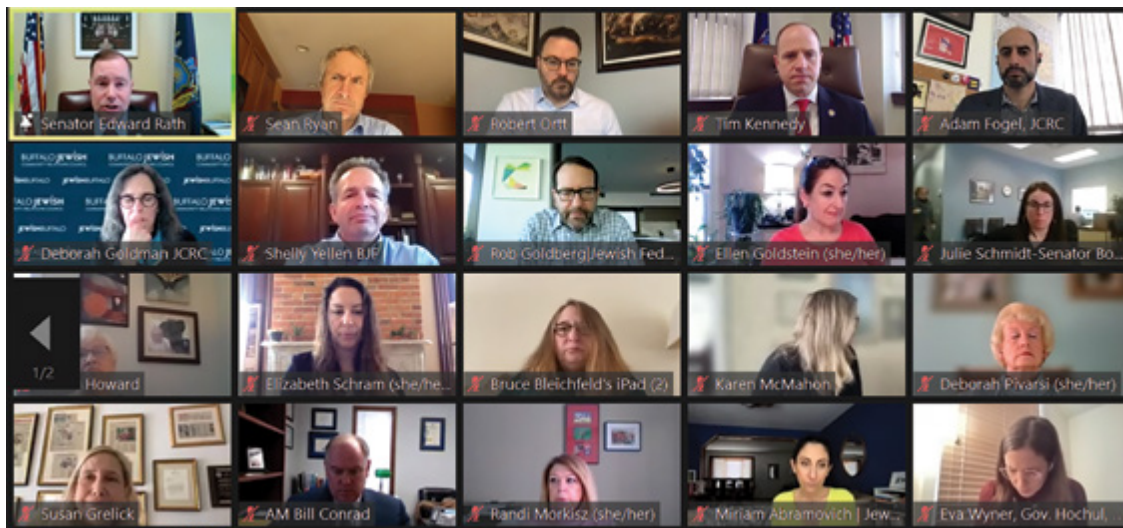 Senator Edward Rath
Sean Ryan
Robert Ortt
Tim Kennedy
Adam Fogel, JCRC
BUFFALO JEWISH
Deborah Goldman JCRC
Shelly Yellen BJF
Rob Goldberg|Jewish Fed...
Ellen Goldstein (she/her)
Julie Schmidt-Senator Bo...
1/2
Howard
Elizabeth Schram (she/he...
Bruce Bleichfeld's iPad (2)
Karen McMahon
Deborah Pivarsi (she/her)
Susan Grelick
AM Bill Conrad
Randi Morkisz (she/her)
Miriam Abramovich | Jew...
Eva Wyner, Gov. Hochul, ...